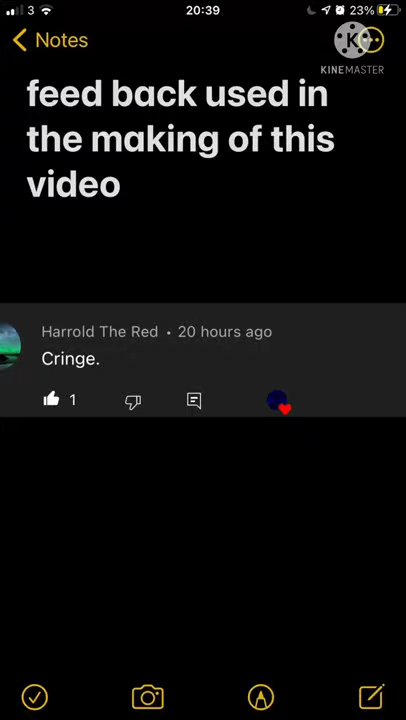 3 20:39 23%
Notes
K
KINEMASTER
feed back used in
the making of this
video
Harrold The Red • 20 hours ago
Cringe.
1